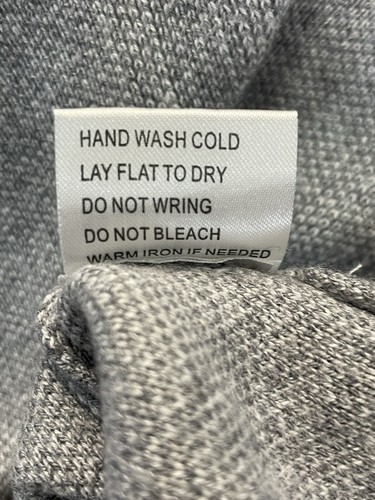 HAND WASH COLD
LAY FLAT TO DRY
DO NOT WRING
DO NOT BLEACH
WARM IRON IF NEEDED